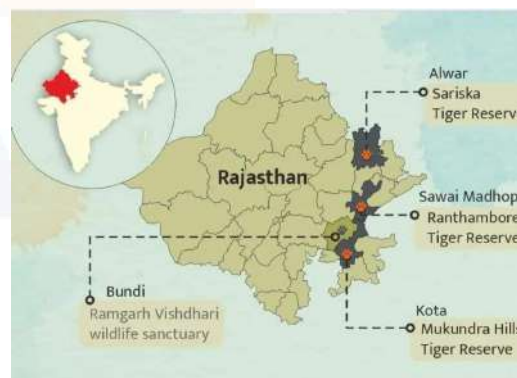 Alwar
Sariska
Tiger Reserve
Rajasthan
Sawai Madhop
Ranthambore
Tiger Reserve
Bundi
Ramgarh Vishdhari
wildlife sanctuary
Kota
Mukundra Hills
Tiger Reserve